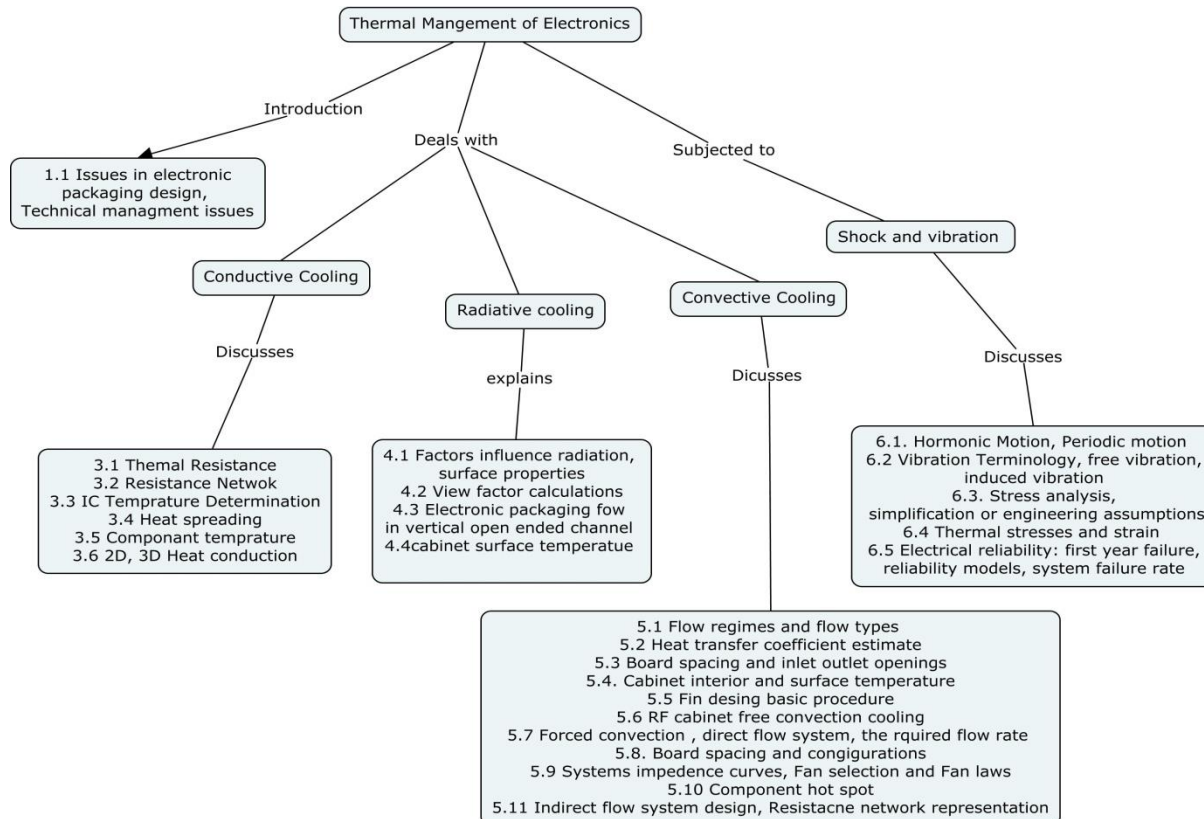 Thermal Mangement of Electronics
Introduction
Deals with
Subjected to
1.1 Issues in electronic
packaging design,
Technical managment issues
Shock and vibration
Conductive Cooling
Radiative cooling
Convective Cooling
Discusses
explains
Dicusses
Discusses
3.1 Themal Resistance
3.2 Resistance Netwok
3.3 IC Temprature Determination
3.4 Heat spreading
3.5 Componant temprature
3.6 2D, 3D Heat conduction
4.1 Factors influence radiation,
surface properties
4.2 View factor calculations
4.3 Electronic packaging fow
in vertical open ended channel
4.4cabinet surface temperatue
6.1. Hormonic Motion, Periodic motion
6.2 Vibration Terminology, free vibration,
induced vibration
6.3. Stress analysis,
simplification or engineering assumptions
6.4 Thermal stresses and strain
6.5 Electrical reliability: first year failure,
reliability models, system failure rate
5.1 Flow regimes and flow types
5.2 Heat transfer coefficient estimate
5.3 Board spacing and inlet outlet openings
5.4. Cabinet interior and surface temperature
5.5 Fin desing basic procedure
5.6 RF cabinet free convection cooling
5.7 Forced convection , direct flow system, the rquired flow rate
5.8. Board spacing and congigurations
5.9 Systems impedence curves, Fan selection and Fan laws
5.10 Component hot spot
5.11 Indirect flow system design, Resistacne network representation